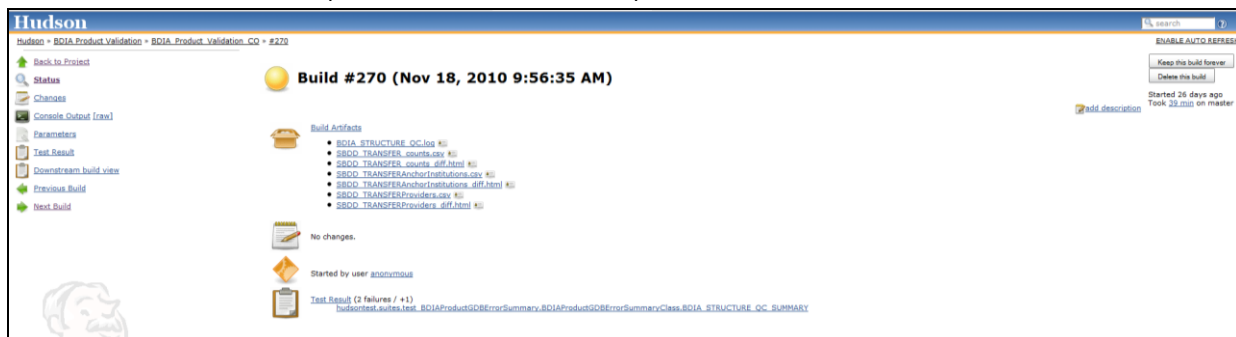 Hudson
search
Hudson » BDIA Product Validation » BDIA_Product_Validation_CO » #270
ENABLE AUTO REFRES
Back to Project
Status
Changes
Console Output [raw]
Parameters
Test Result
Downstream build view
Previous Build
Next Build
Build #270 (Nov 18, 2010 9:56:35 AM)
Keep this build forever
Delete this build
Started 26 days ago
Took 39 min on master
add description
Build Artifacts
BDIA_STRUCTURE_QC.log
SBDD_TRANSFER_counts.csv
SBDD_TRANSFER_counts_diff.html
SBDD_TRANSFERAnchorInstitutions.csv
SBDD_TRANSFERAnchorInstitutions_diff.html
SBDD_TRANSFERProviders.csv
SBDD_TRANSFERProviders_diff.html
No changes.
Started by user anonymous
Test Result (2 failures / +1)
hudsontest.suites.test_BDIAProductGDBErrorSummary.BDIAProductGDBErrorSummaryClass.BDIA_STRUCTURE_QC_SUMMARY